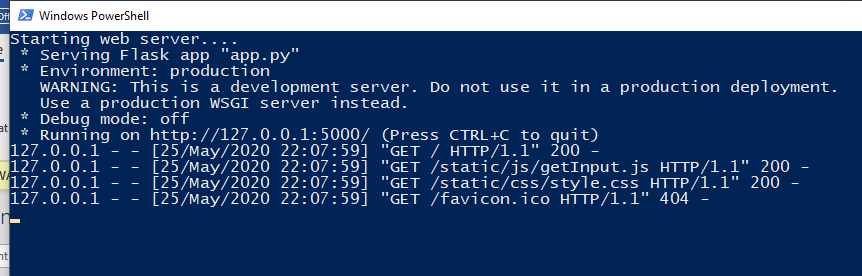 Windows PowerShell
Starting web server....
 * Serving Flask app "app.py"
 * Environment: production
   WARNING: This is a development server. Do not use it in a production deployment.
   Use a production WSGI server instead.
 * Debug mode: off
 * Running on http://127.0.0.1:5000/ (Press CTRL+C to quit)
127.0.0.1 - - [25/May/2020 22:07:59] "GET / HTTP/1.1" 200 -
127.0.0.1 - - [25/May/2020 22:07:59] "GET /static/js/getInput.js HTTP/1.1" 200 -
127.0.0.1 - - [25/May/2020 22:07:59] "GET /static/css/style.css HTTP/1.1" 200 -
127.0.0.1 - - [25/May/2020 22:07:59] "GET /favicon.ico HTTP/1.1" 404 -